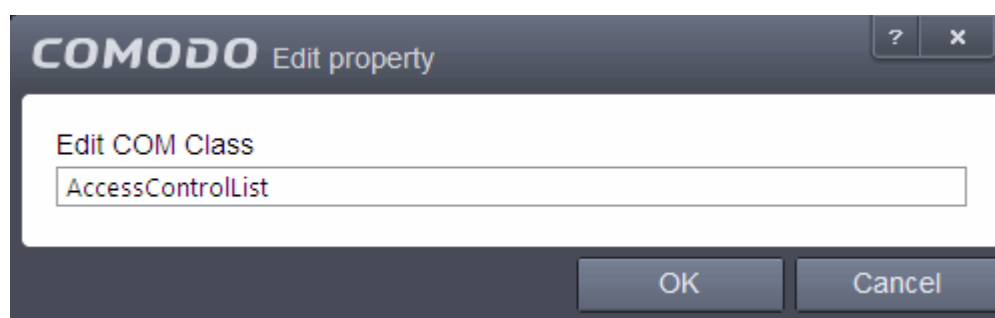 COMODO Edit property ? x
Edit COM Class
AccessControlList
OK Cancel